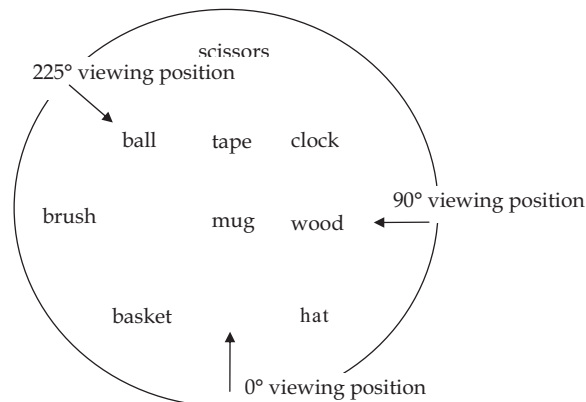 scissors
225° viewing position
ball tape clock
brush mug wood
90° viewing position
basket hat
0° viewing position